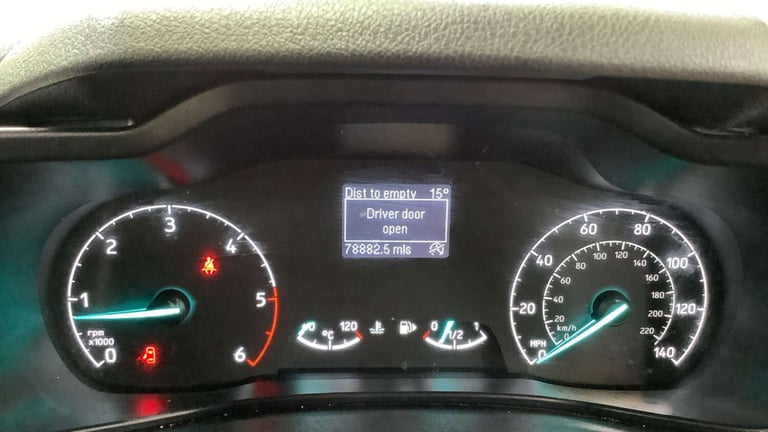 Dist to empty 15°
Driver door
open
78882.5 mls
0 1 2 3 4 5 6
rpm
x1000
°C 120
0 1/2 1
0 20 40 60 80 100 120 140
MPH
0 20 40 60 80 100 120 140 160 180 200 220
km/h